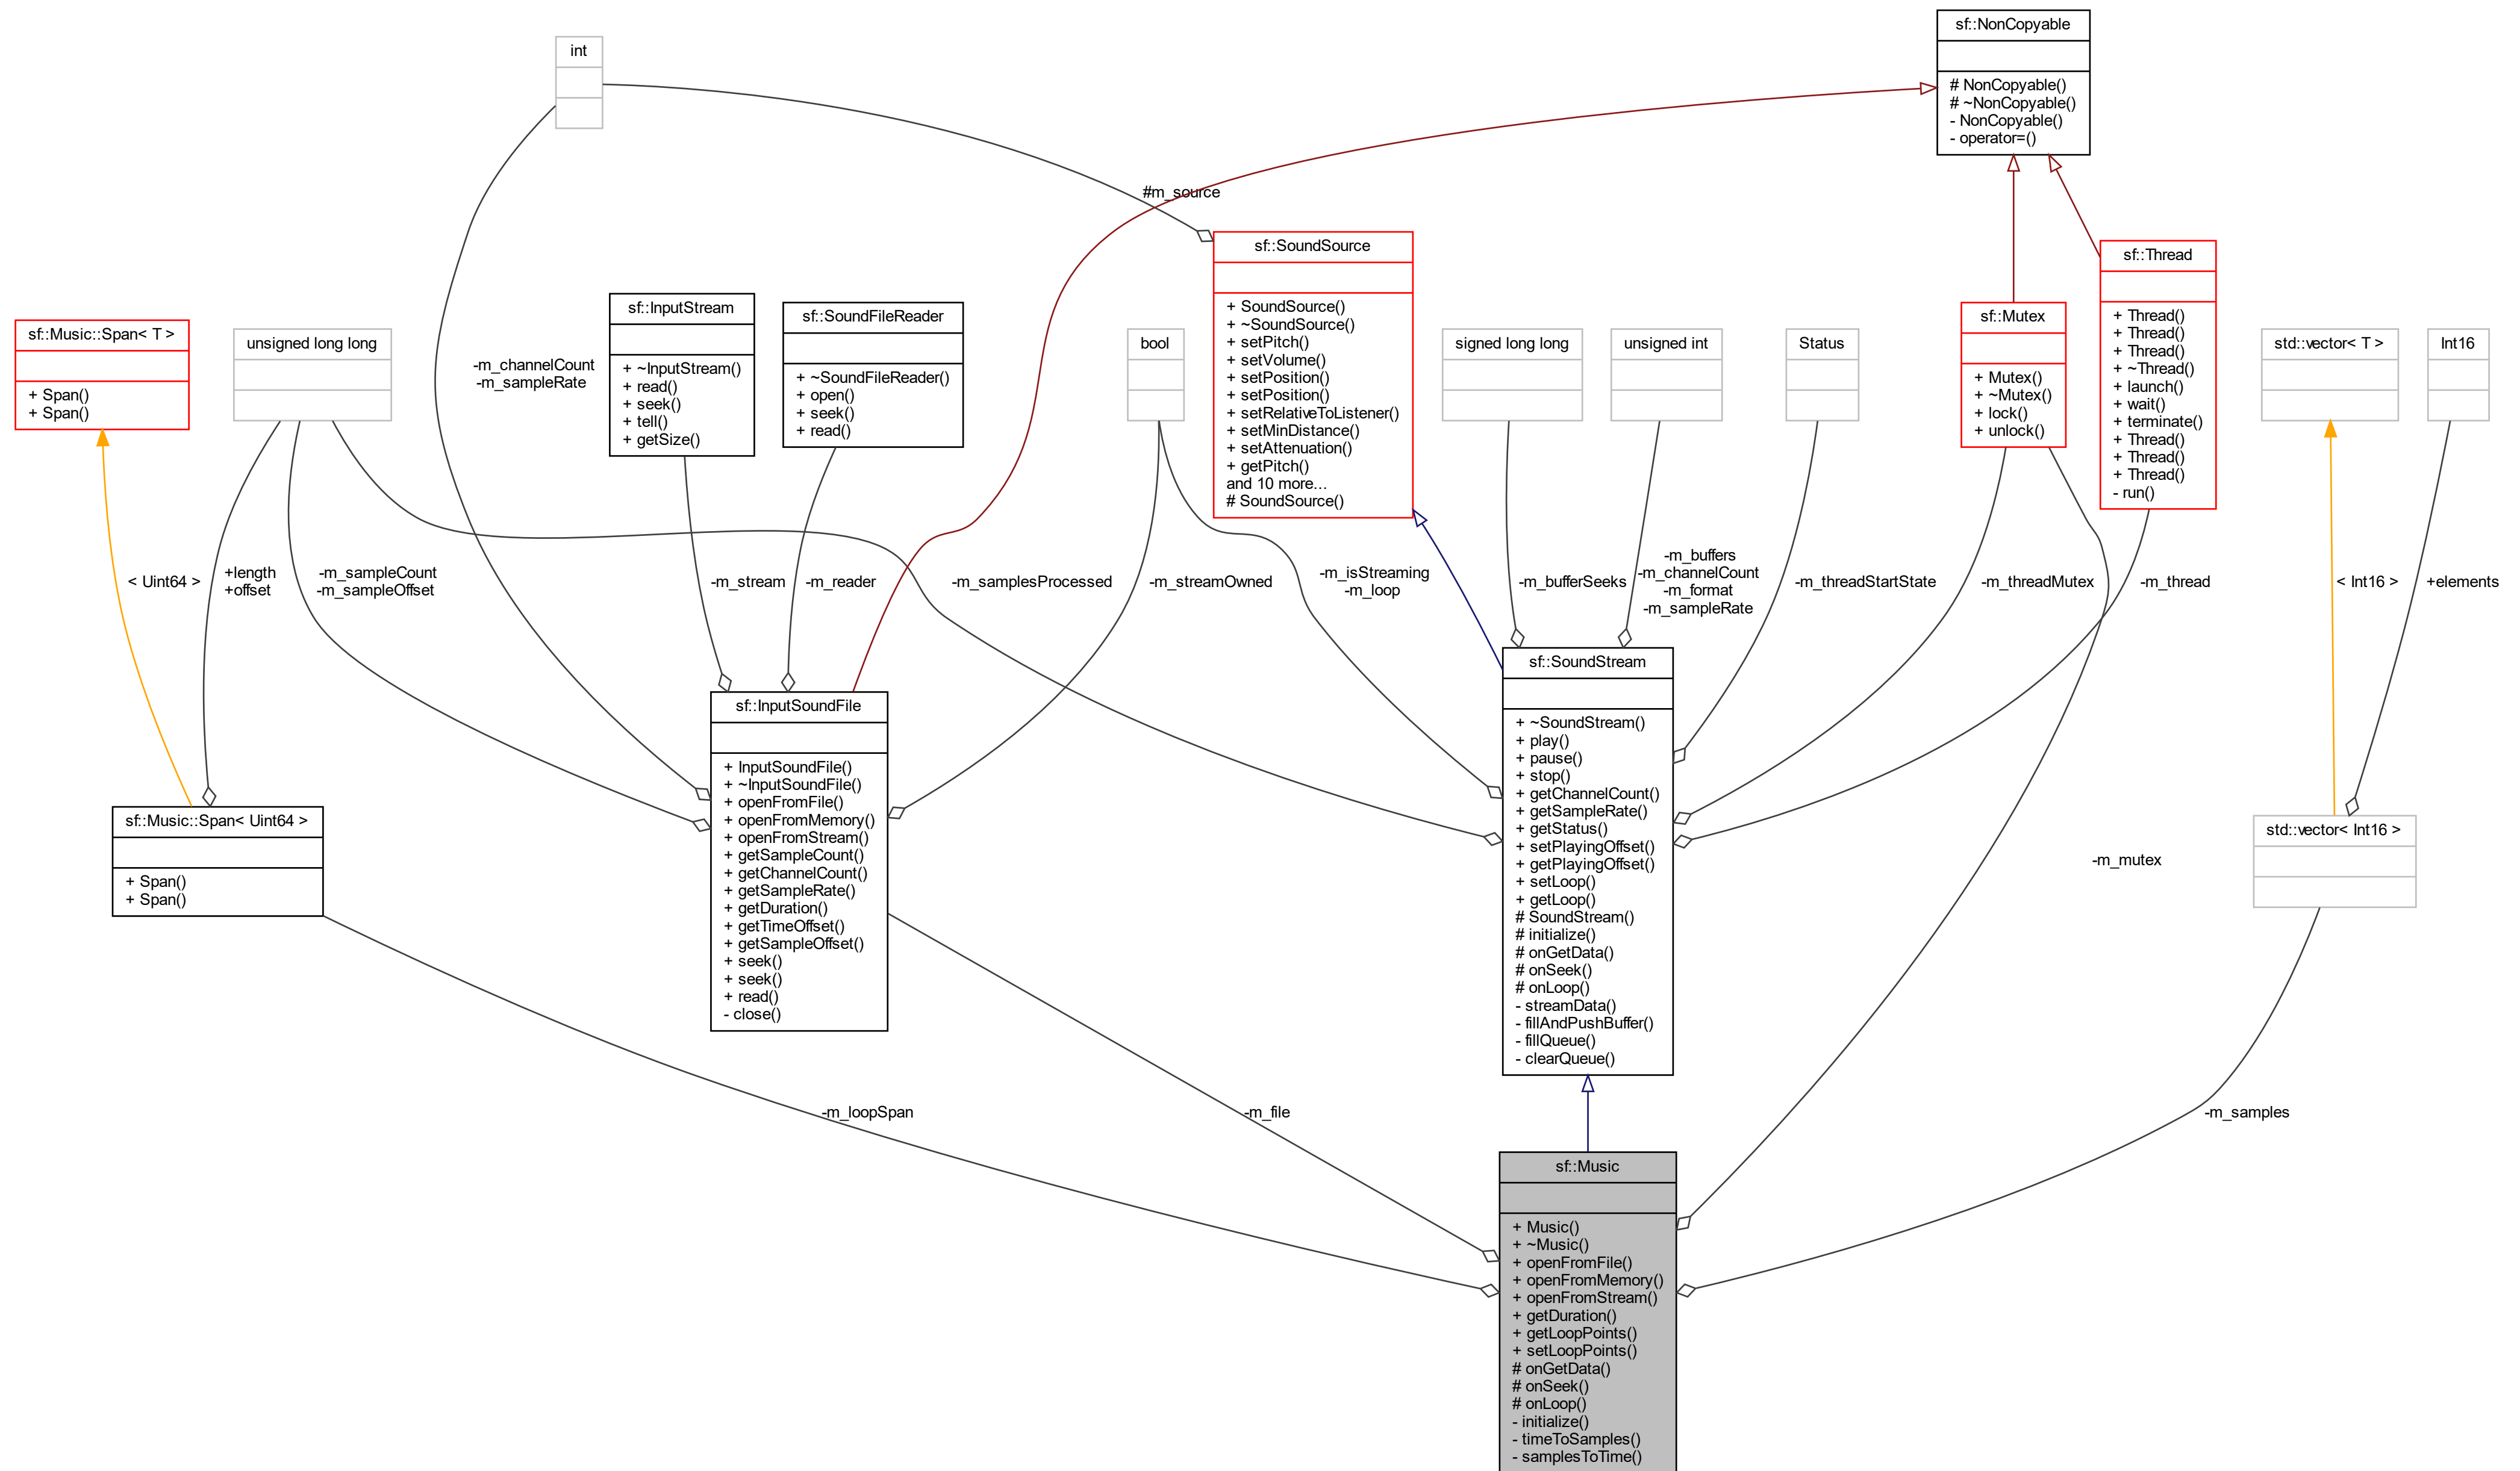 sf::NonCopyable
# NonCopyable()
# ~NonCopyable()
- NonCopyable()
- operator=()
int
#m_source
sf::SoundSource
+ SoundSource()
+ ~SoundSource()
+ setPitch()
+ setVolume()
+ setPosition()
+ setPosition()
+ setRelativeToListener()
+ setMinDistance()
+ setAttenuation()
+ getPitch()
and 10 more...
# SoundSource()
sf::Thread
+ Thread()
+ Thread()
+ Thread()
+ ~Thread()
+ launch()
+ wait()
+ terminate()
+ Thread()
+ Thread()
+ Thread()
- run()
sf::InputStream
+ ~InputStream()
+ read()
+ seek()
+ tell()
+ getSize()
sf::SoundFileReader
+ ~SoundFileReader()
+ open()
+ seek()
+ read()
sf::Mutex
+ Mutex()
+ ~Mutex()
+ lock()
+ unlock()
sf::Music::Span< T >
+ Span()
+ Span()
unsigned long long
bool
signed long long
unsigned int
Status
std::vector< T >
Int16
-m_channelCount
-m_sampleRate
< Uint64 >
+length
+offset
-m_sampleCount
-m_sampleOffset
-m_stream
-m_reader
-m_samplesProcessed
-m_streamOwned
-m_isStreaming
-m_loop
-m_bufferSeeks
-m_buffers
-m_channelCount
-m_format
-m_sampleRate
-m_threadStartState
-m_threadMutex
-m_thread
< Int16 >
+elements
sf::SoundStream
+ ~SoundStream()
+ play()
+ pause()
+ stop()
+ getChannelCount()
+ getSampleRate()
+ getStatus()
+ setPlayingOffset()
+ getPlayingOffset()
+ setLoop()
+ getLoop()
# SoundStream()
# initialize()
# onGetData()
# onSeek()
# onLoop()
- streamData()
- fillAndPushBuffer()
- fillQueue()
- clearQueue()
sf::InputSoundFile
+ InputSoundFile()
+ ~InputSoundFile()
+ openFromFile()
+ openFromMemory()
+ openFromStream()
+ getSampleCount()
+ getChannelCount()
+ getSampleRate()
+ getDuration()
+ getTimeOffset()
+ getSampleOffset()
+ seek()
+ seek()
+ read()
- close()
sf::Music::Span< Uint64 >
+ Span()
+ Span()
std::vector< Int16 >
-m_mutex
-m_loopSpan
-m_file
-m_samples
sf::Music
+ Music()
+ ~Music()
+ openFromFile()
+ openFromMemory()
+ openFromStream()
+ getDuration()
+ getLoopPoints()
+ setLoopPoints()
# onGetData()
# onSeek()
# onLoop()
- initialize()
- timeToSamples()
- samplesToTime()